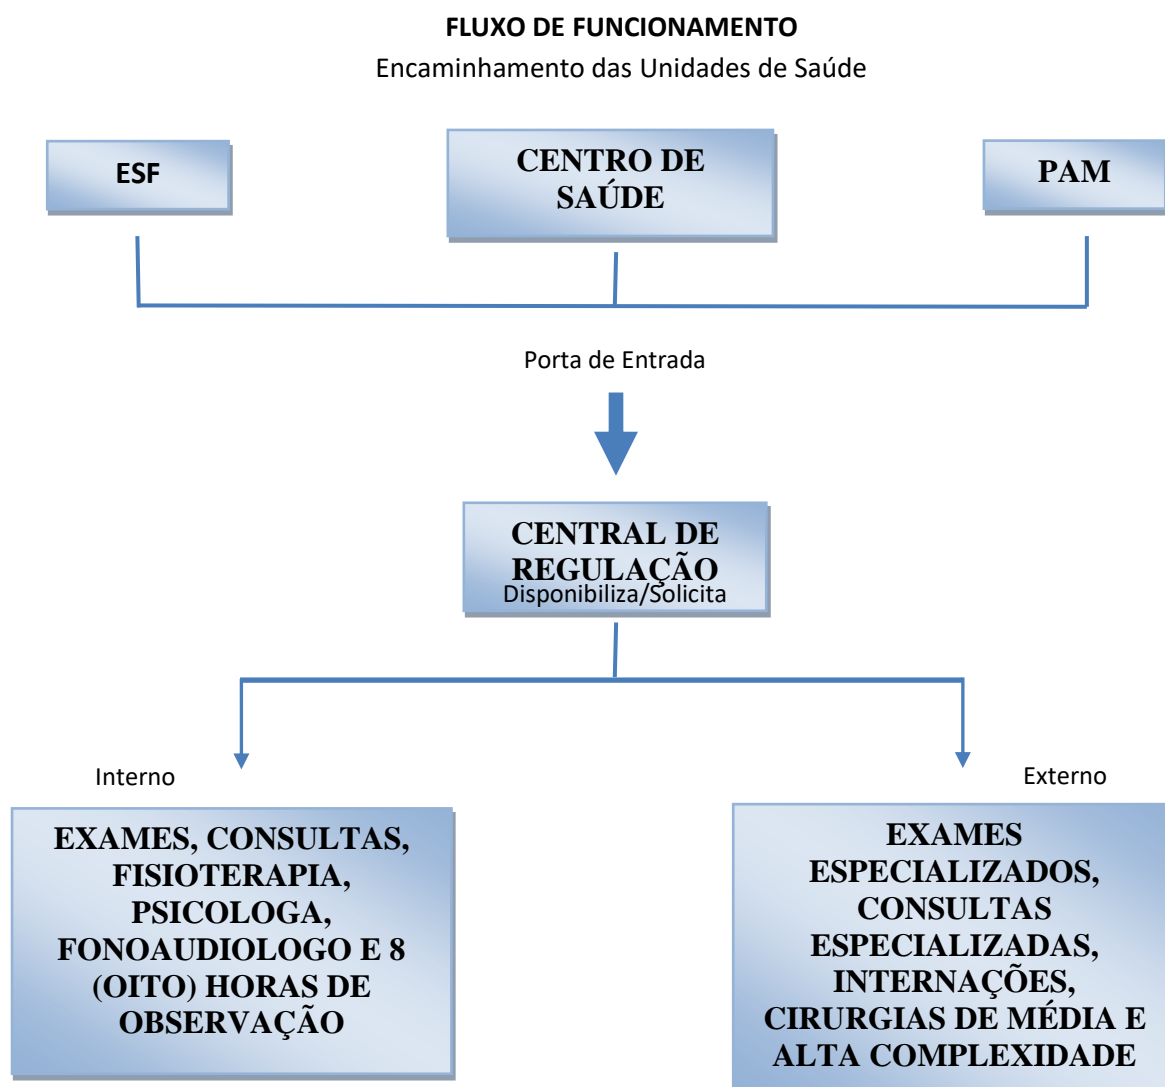 FLUXO DE FUNCIONAMENTO
Encaminhamento das Unidades de Saúde
ESF
CENTRO DE
SAÚDE
PAM
Porta de Entrada
CENTRAL DE
REGULAÇÃO
Disponibiliza/Solicita
Interno
Externo
EXAMES, CONSULTAS,
FISIOTERAPIA,
PSICOLOGA,
FONOAUDIOLOGO E 8
(OITO) HORAS DE
OBSERVAÇÃO
EXAMES
ESPECIALIZADOS,
CONSULTAS
ESPECIALIZADAS,
INTERNAÇÕES,
CIRURGIAS DE MÉDIA E
ALTA COMPLEXIDADE